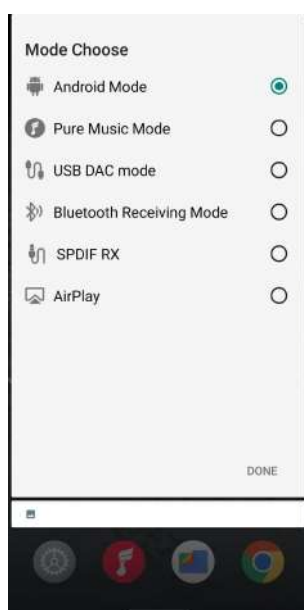 Mode Choose
Android Mode
Pure Music Mode
USB DAC mode
Bluetooth Receiving Mode
SPDIF RX
AirPlay
DONE